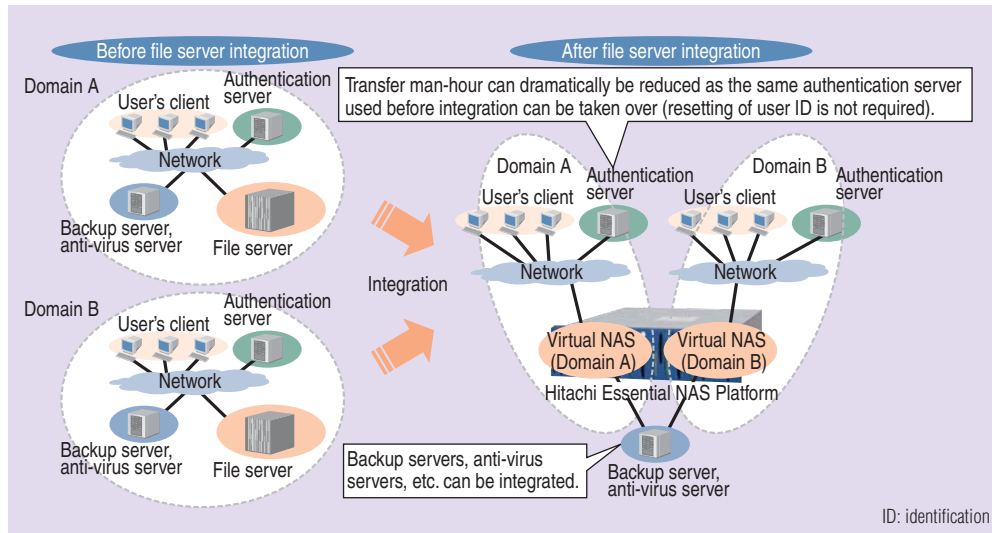 Before file server integration
Domain A
Authentication
server
User's client
Network
Backup server,
anti-virus server
File server
Domain B
Authentication
server
User's client
Network
Backup server,
anti-virus server
File server
Integration
After file server integration
Transfer man-hour can dramatically be reduced as the same authentication server
used before integration can be taken over (resetting of user ID is not required).
Domain A
Authentication
server
User's client
Network
Domain B
Authentication
server
User's client
Network
Virtual NAS
(Domain A)
Virtual NAS
(Domain B)
Hitachi Essential NAS Platform
Backup servers, anti-virus
servers, etc. can be integrated.
Backup server,
anti-virus server
ID: identification